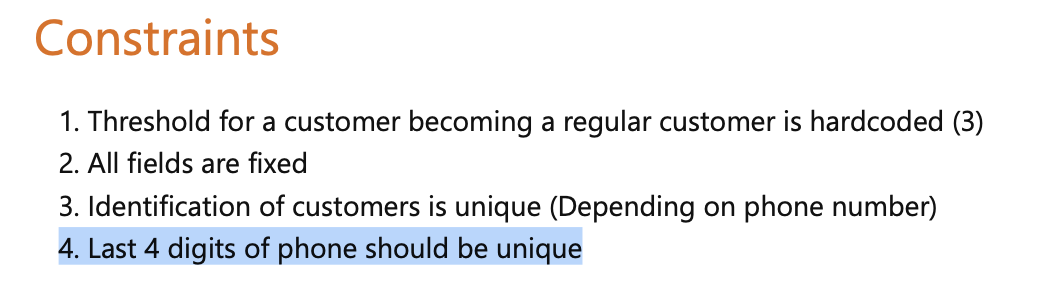 Constraints
1. Threshold for a customer becoming a regular customer is hardcoded (3)
2. All fields are fixed
3. Identification of customers is unique (Depending on phone number)
4. Last 4 digits of phone should be unique